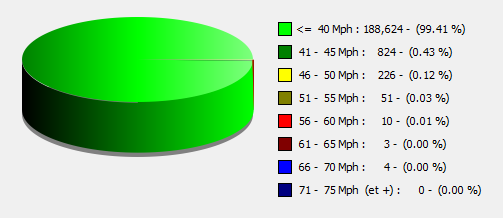 <= 40 Mph : 188,624 - (99.41 %)
41 - 45 Mph : 824 - (0.43 %)
46 - 50 Mph : 226 - (0.12 %)
51 - 55 Mph : 51 - (0.03 %)
56 - 60 Mph : 10 - (0.01 %)
61 - 65 Mph : 3 - (0.00 %)
66 - 70 Mph : 4 - (0.00 %)
71 - 75 Mph (et +) : 0 - (0.00 %)